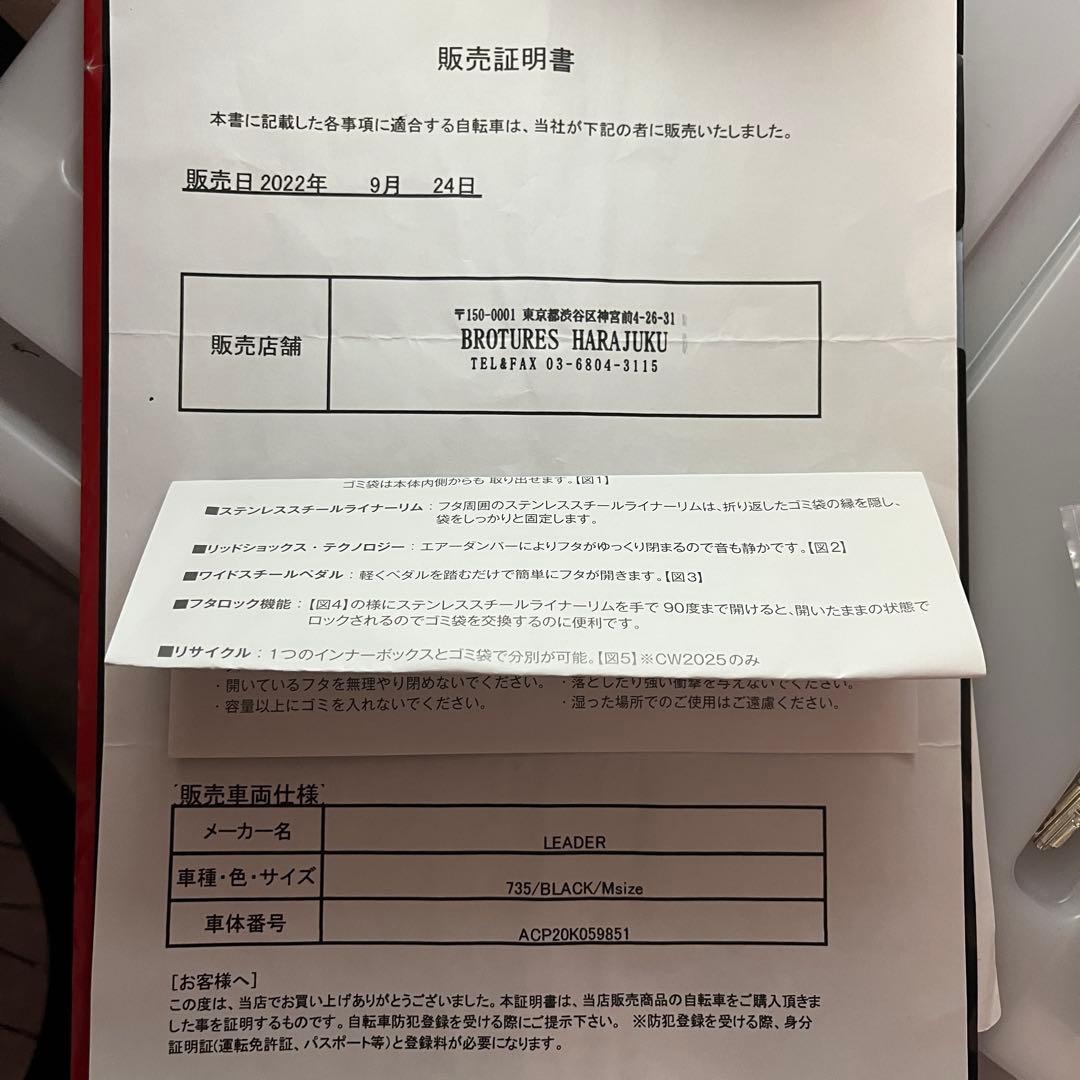 販売証明書
本書に記載した各事項に適合する自転車は、当社が下記の者に販売いたしました。
販売日 2022年 9月 24日
販売店舗
〒150-0001 東京都渋谷区神宮前4-26-31
BROTURES HARAJUKU
TEL&FAX 03-6804-3115
ゴミ袋は本体内側からも 取り出せます。【図1】
■ステンレススチールライナーリム：フタ周囲のステンレススチールライナーリムは、折り返したゴミ袋の縁を隠し、
袋をしっかりと固定します。
■リッドショックス・テクノロジー：エアーダンパーによりフタがゆっくり閉まるので音も静かです。【図2】
■ワイドスチールペダル：軽くペダルを踏むだけで簡単にフタが開きます。【図3】
■フタロック機能：【図4】の様にステンレススチールライナーリムを手で 90度まで開けると、開いたままの状態で
ロックされるのでゴミ袋を交換するのに便利です。
■リサイクル：1つのインナーボックスとゴミ袋で分別が可能。【図5】※CW2025のみ
・開いているフタを無理やり閉めないでください。 ・落としたり強い衝撃を与えないでください。
・容量以上にゴミを入れないでください。 ・湿った場所でのご使用はご遠慮ください。
[販売車両仕様]
メーカー名 LEADER
車種・色・サイズ 735/BLACK/Msize
車体番号 ACP20K059851
[お客様へ]
この度は、当店でお買い上げありがとうございました。本証明書は、当店販売商品の自転車をご購入頂きま
した事を証明するものです。自転車防犯登録を受ける際にご提示下さい。 ※防犯登録を受ける際、身分
証明証(運転免許証、パスポート等)と登録料が必要になります。